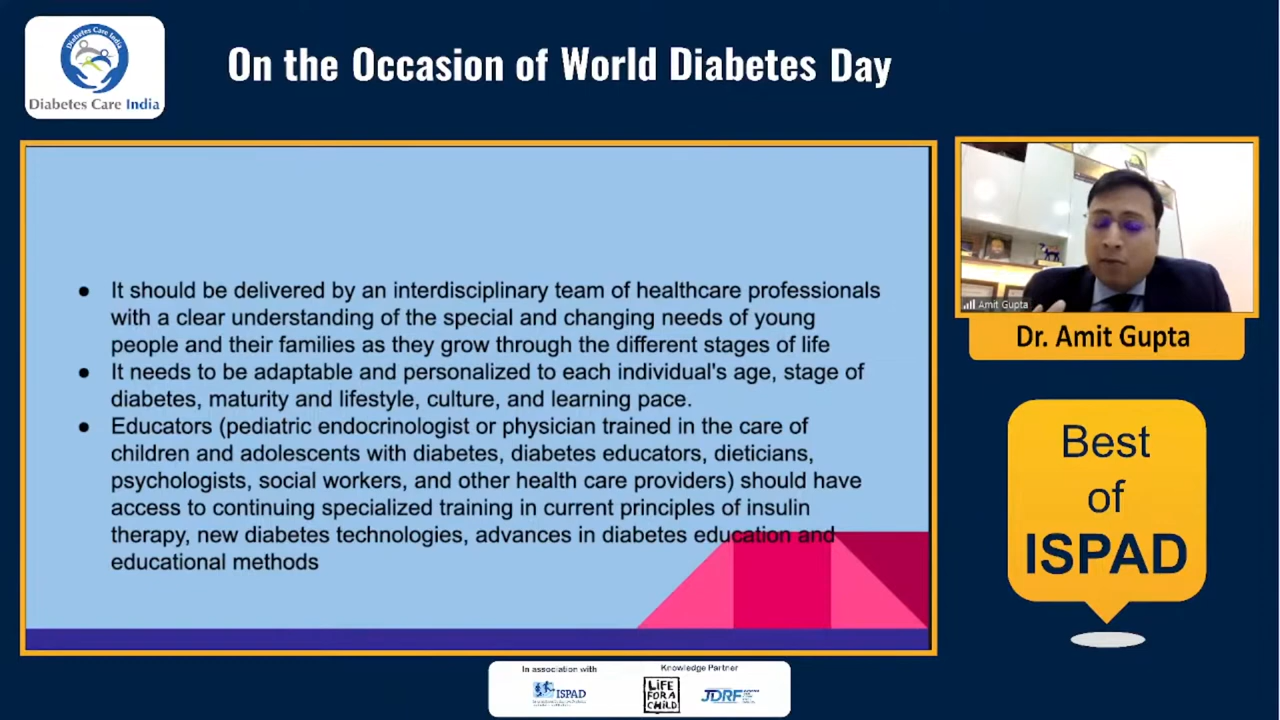 Diabetes Care India
Diabetes Care India
On the Occasion of World Diabetes Day
● It should be delivered by an interdisciplinary team of healthcare professionals
with a clear understanding of the special and changing needs of young
people and their families as they grow through the different stages of life
● It needs to be adaptable and personalized to each individual's age, stage of
diabetes, maturity and lifestyle, culture, and learning pace.
● Educators (pediatric endocrinologist or physician trained in the care of
children and adolescents with diabetes, diabetes educators, dieticians,
psychologists, social workers, and other health care providers) should have
access to continuing specialized training in current principles of insulin
therapy, new diabetes technologies, advances in diabetes education and
educational methods
Amit Gupta
Dr. Amit Gupta
Best
of
ISPAD
In association with
ISPAD
Knowledge Partner
LiFE
FOR A
CHILD
JDRF